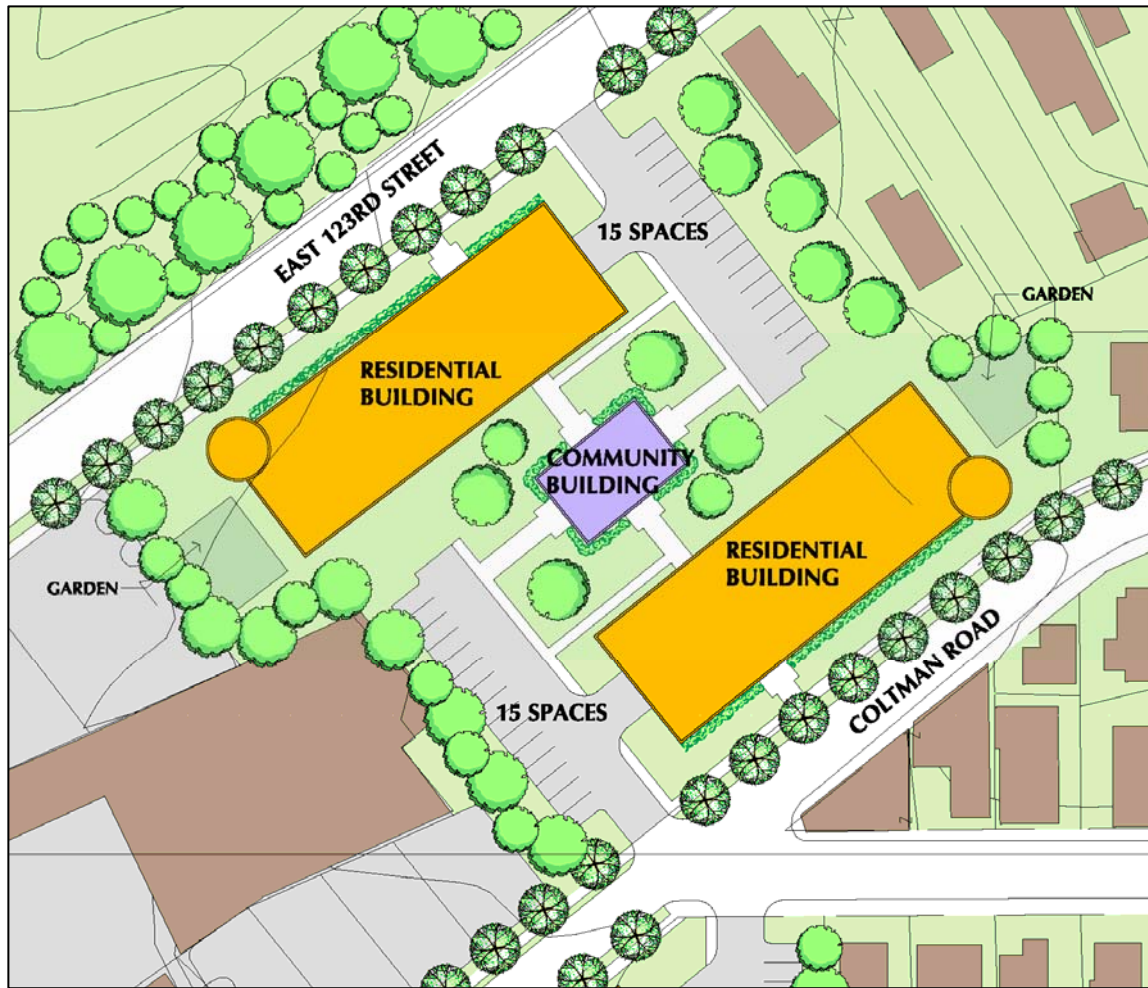 EAST 123RD STREET
15 SPACES
GARDEN
RESIDENTIAL
BUILDING
COMMUNITY
BUILDING
RESIDENTIAL
BUILDING
GARDEN
COLTMAN ROAD
15 SPACES